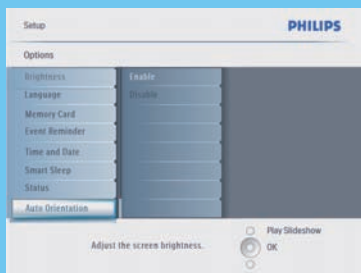 Setup
PHILIPS
Options
Brightness
Enable
Language
Disable
Memory Card
Event Reminder
Time and Date
Smart Sleep
Status
Auto Orientation
Play Slideshow
Adjust the screen brightness.
OK